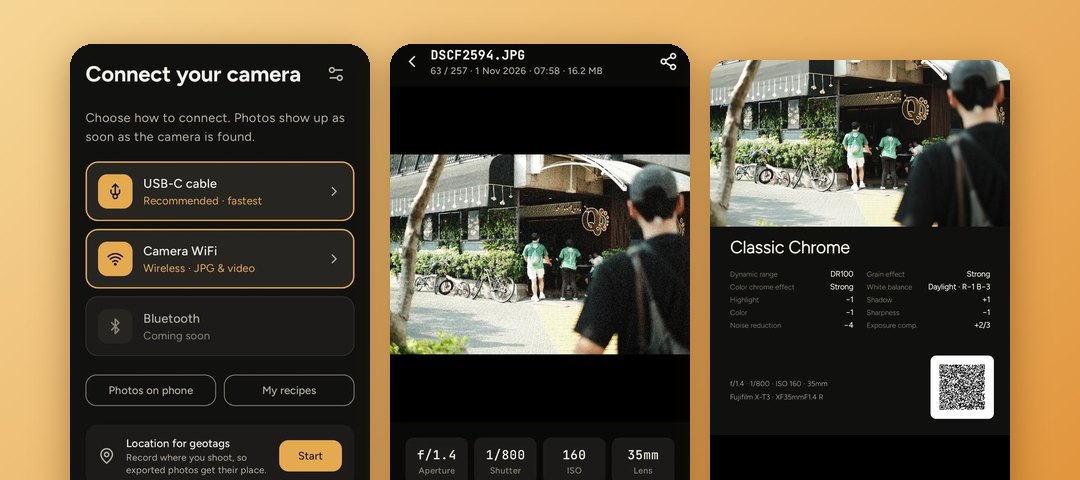 Connect your camera
Choose how to connect. Photos show up as
soon as the camera is found.
USB-C cable
Recommended · fastest
Camera WiFi
Wireless · JPG & video
Bluetooth
Coming soon
Photos on phone
My recipes
Location for geotags
Record where you shoot, so
exported photos get their place.
Start
DSCF2594.JPG
63 / 257 · 1 Nov 2026 · 07:58 · 16.2 MB
f/1.4
Aperture
1/800
Shutter
160
ISO
35mm
Lens
Classic Chrome
Dynamic range DR100
Color chrome effect Strong
Highlight −1
Color −1
Noise reduction −4
Grain effect Strong
White balance Daylight · R−1 B−3
Shadow +1
Sharpness −1
Exposure comp. +2/3
f/1.4 · 1/800 · ISO 160 · 35mm
Fujifilm X-T3 · XF35mmF1.4 R